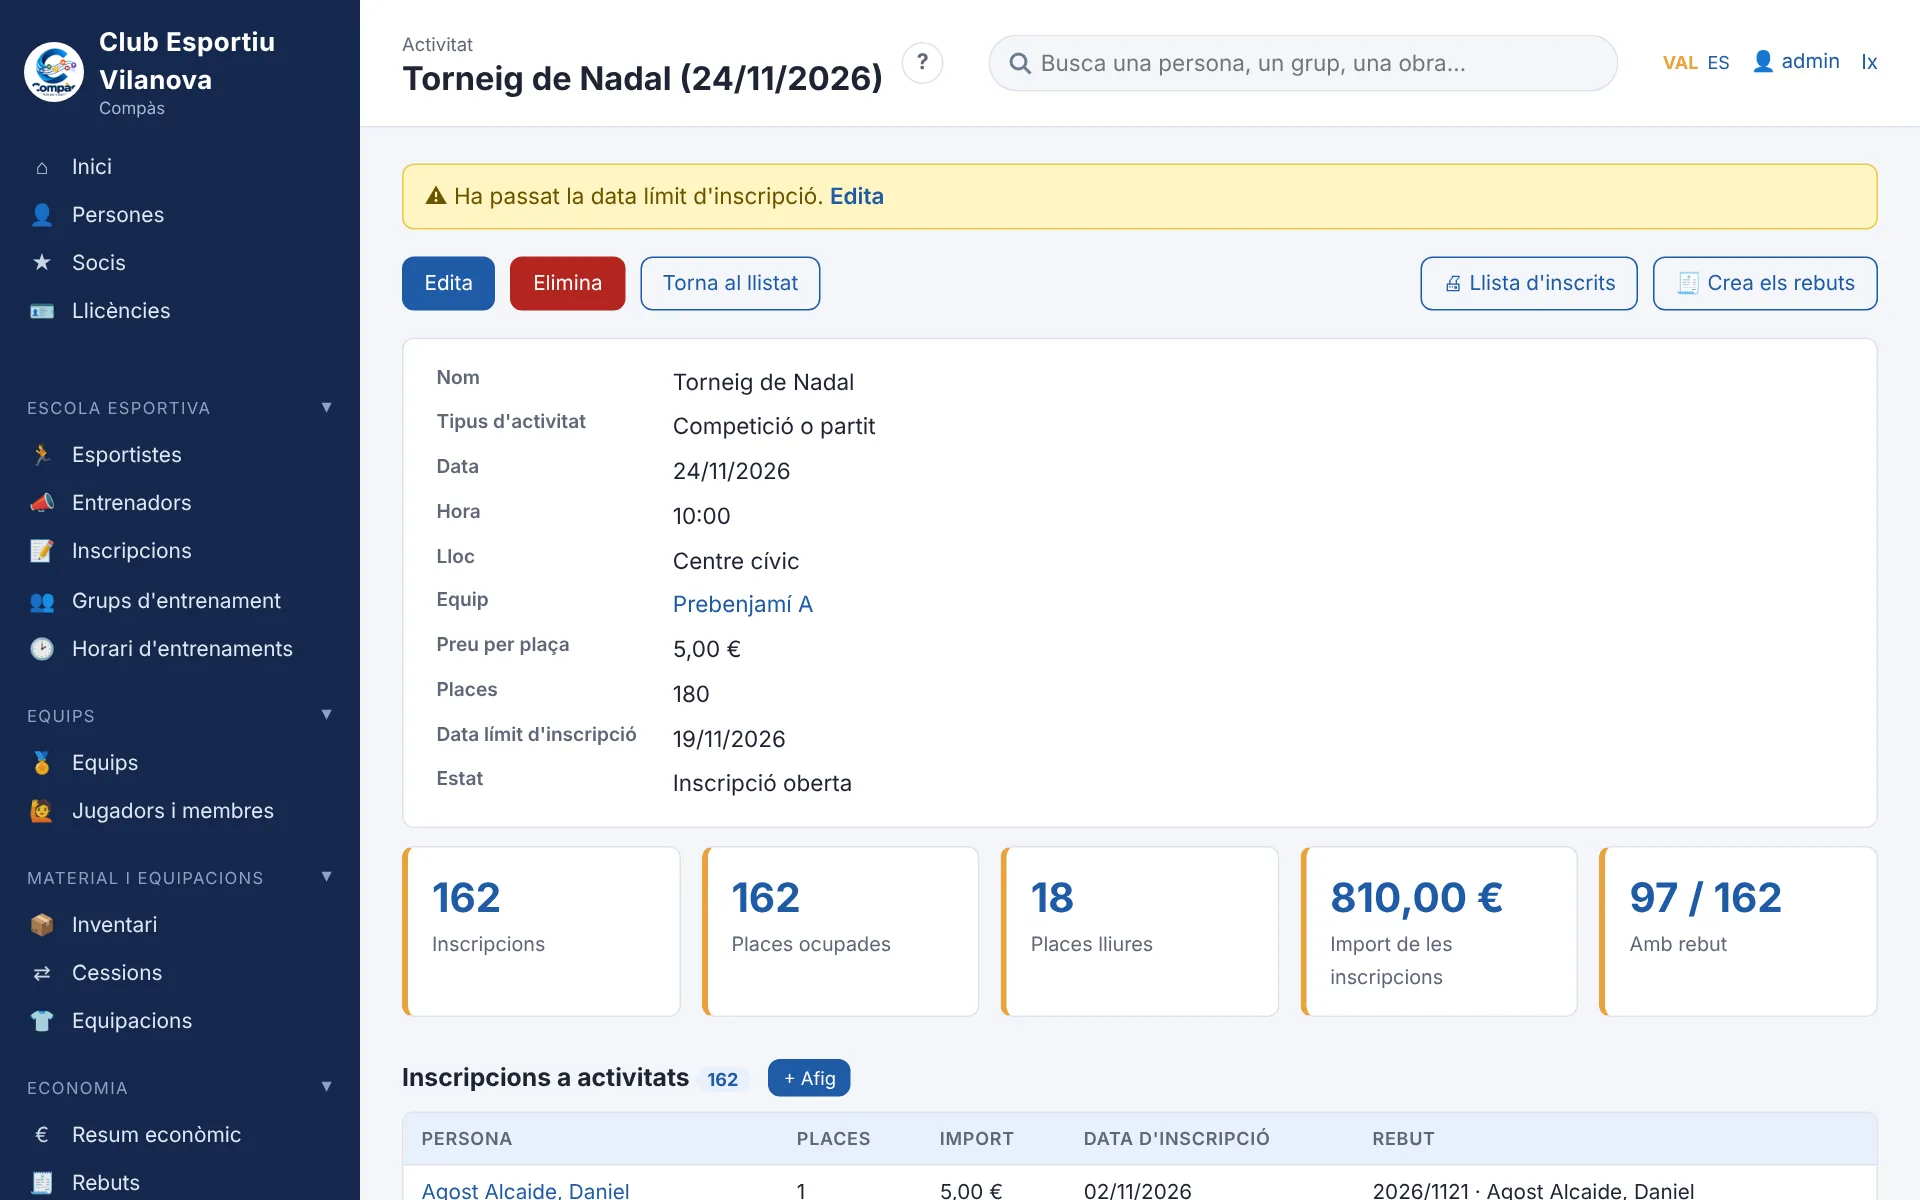 Club Esportiu
Vilanova
Compàs
Inici
Persones
Socis
Llicències
ESCOLA ESPORTIVA
Esportistes
Entrenadors
Inscripcions
Grups d'entrenament
Horari d'entrenaments
EQUIPS
Equips
Jugadors i membres
MATERIAL I EQUIPACIONS
Inventari
Cessions
Equipacions
ECONOMIA
€ Resum econòmic
Rebuts
Activitat
Torneig de Nadal (24/11/2026)
?
Busca una persona, un grup, una obra...
VAL ES
admin
Ix
Ha passat la data límit d'inscripció. Edita
Edita
Elimina
Torna al llistat
Llista d'inscrits
Crea els rebuts
Nom Torneig de Nadal
Tipus d'activitat Competició o partit
Data 24/11/2026
Hora 10:00
Lloc Centre cívic
Equip Prebenjamí A
Preu per plaça 5,00 €
Places 180
Data límit d'inscripció 19/11/2026
Estat Inscripció oberta
162
Inscripcions
162
Places ocupades
18
Places lliures
810,00 €
Import de les
inscripcions
97 / 162
Amb rebut
Inscripcions a activitats 162 + Afig
PERSONA PLACES IMPORT DATA D'INSCRIPCIÓ REBUT
Agost Alcaide, Daniel 1 5,00 € 02/11/2026 2026/1121 · Agost Alcaide, Daniel